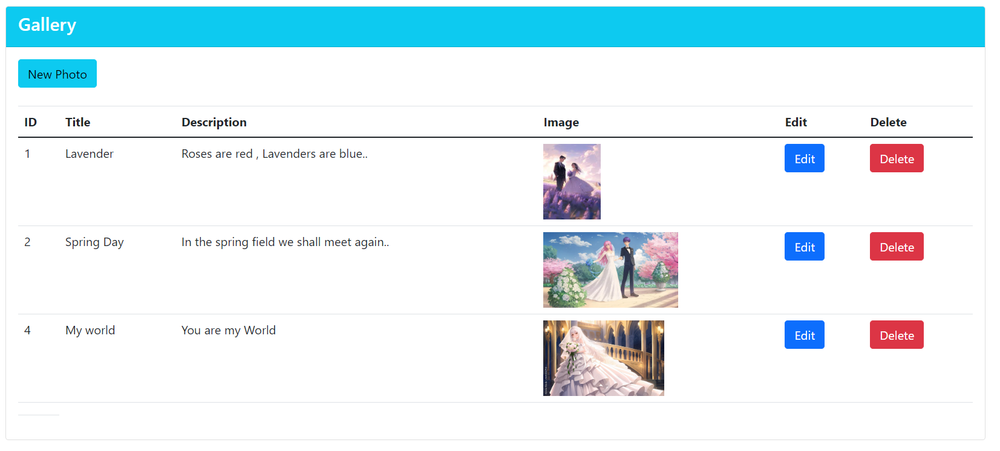 Gallery
New Photo
ID Title Description Image Edit Delete
1 Lavender Roses are red , Lavenders are blue.. Edit Delete
2 Spring Day In the spring field we shall meet again.. Edit Delete
4 My world You are my World Edit Delete